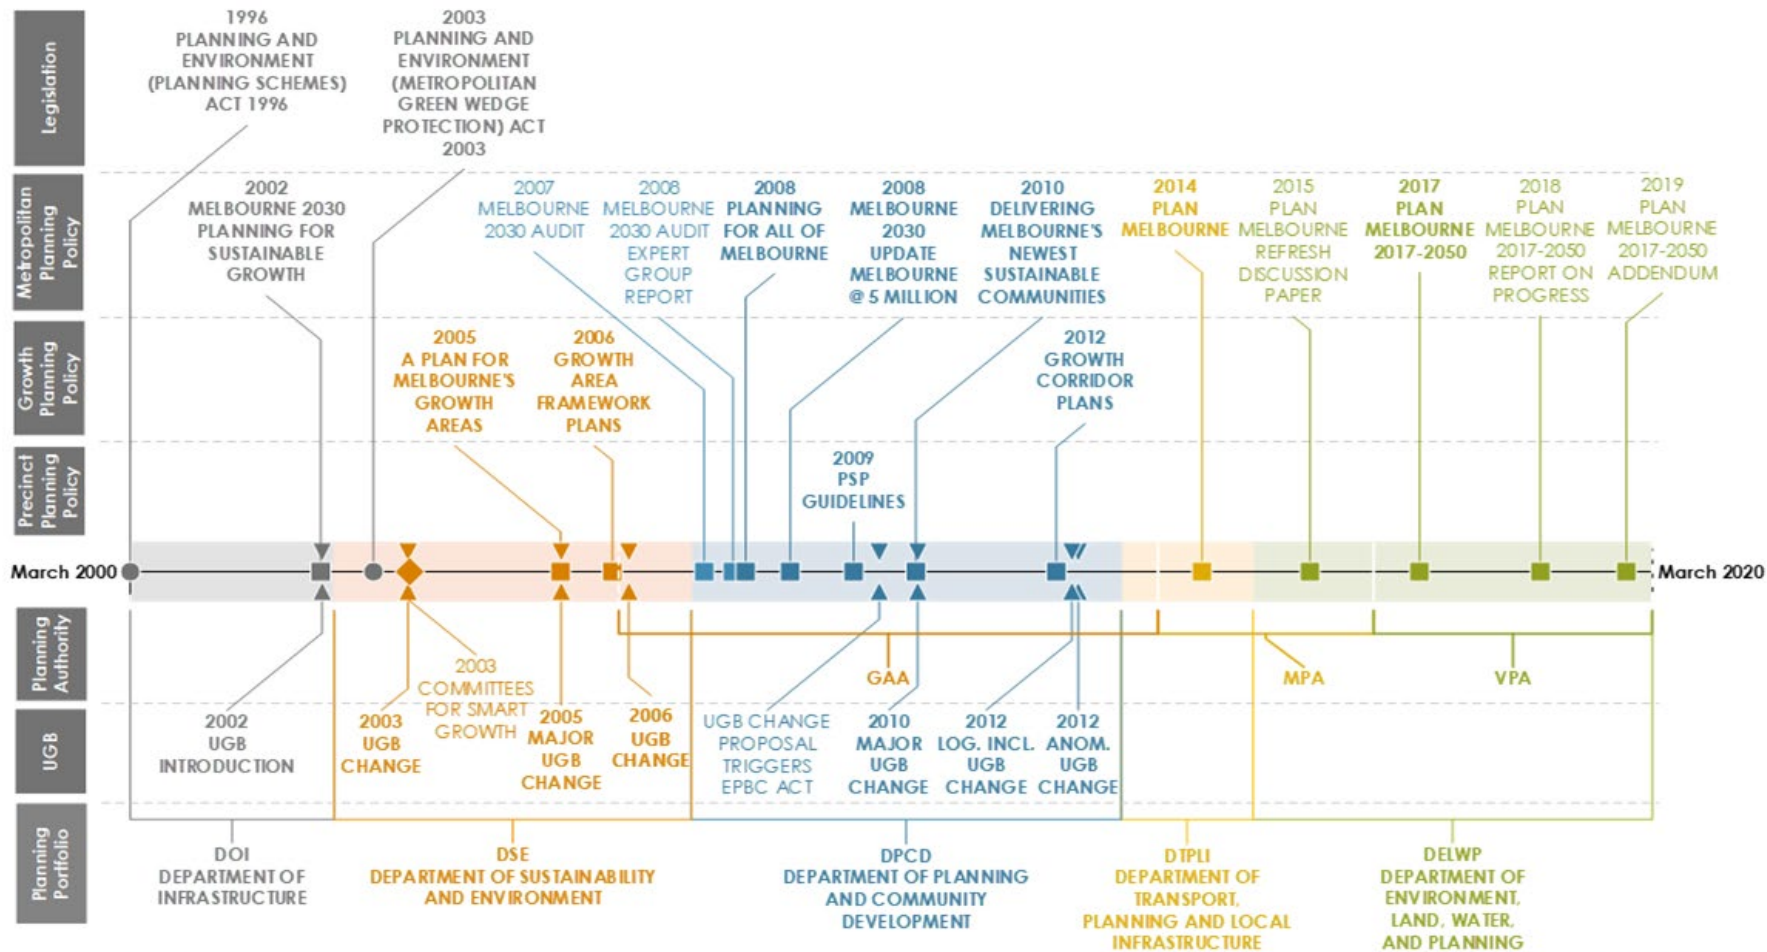 Legislation
1996
PLANNING AND
ENVIRONMENT
(PLANNING SCHEMES)
ACT 1996
2003
PLANNING AND
ENVIRONMENT
(METROPOLITAN
GREEN WEDGE
PROTECTION) ACT
2003
Metropolitan
Planning
Policy
2002
MELBOURNE 2030
PLANNING FOR
SUSTAINABLE
GROWTH
2007
MELBOURNE
2030 AUDIT
2008
MELBOURNE
2030 AUDIT
EXPERT
GROUP
REPORT
2008
PLANNING
FOR ALL OF
MELBOURNE
2008
MELBOURNE
2030
UPDATE
MELBOURNE
@ 5 MILLION
2010
DELIVERING
MELBOURNE'S
NEWEST
SUSTAINABLE
COMMUNITIES
2014
PLAN
MELBOURNE
2015
PLAN
MELBOURNE
REFRESH
DISCUSSION
PAPER
2017
PLAN
MELBOURNE
2017-2050
2018
PLAN
MELBOURNE
2017-2050
REPORT ON
PROGRESS
2019
PLAN
MELBOURNE
2017-2050
ADDENDUM
Growth
Planning
Policy
2005
A PLAN FOR
MELBOURNE'S
GROWTH
AREAS
2006
GROWTH
AREA
FRAMEWORK
PLANS
2012
GROWTH
CORRIDOR
PLANS
Precinct
Planning
Policy
2009
PSP
GUIDELINES
March 2000
March 2020
Planning
Authority
2003
COMMITTEES
FOR SMART
GROWTH
GAA
MPA
VPA
UGB
2002
UGB
INTRODUCTION
2003
UGB
CHANGE
2005
MAJOR
UGB
CHANGE
2006
UGB
CHANGE
UGB CHANGE
PROPOSAL
TRIGGERS
EPBC ACT
2010
MAJOR
UGB
CHANGE
2012
LOG. INCL.
UGB
CHANGE
2012
ANOM.
UGB
CHANGE
Planning
Portfolio
DOI
DEPARTMENT OF
INFRASTRUCTURE
DSE
DEPARTMENT OF SUSTAINABILITY
AND ENVIRONMENT
DPCD
DEPARTMENT OF PLANNING
AND COMMUNITY
DEVELOPMENT
DTPLI
DEPARTMENT OF
TRANSPORT,
PLANNING AND LOCAL
INFRASTRUCTURE
DELWP
DEPARTMENT OF
ENVIRONMENT,
LAND, WATER,
AND PLANNING